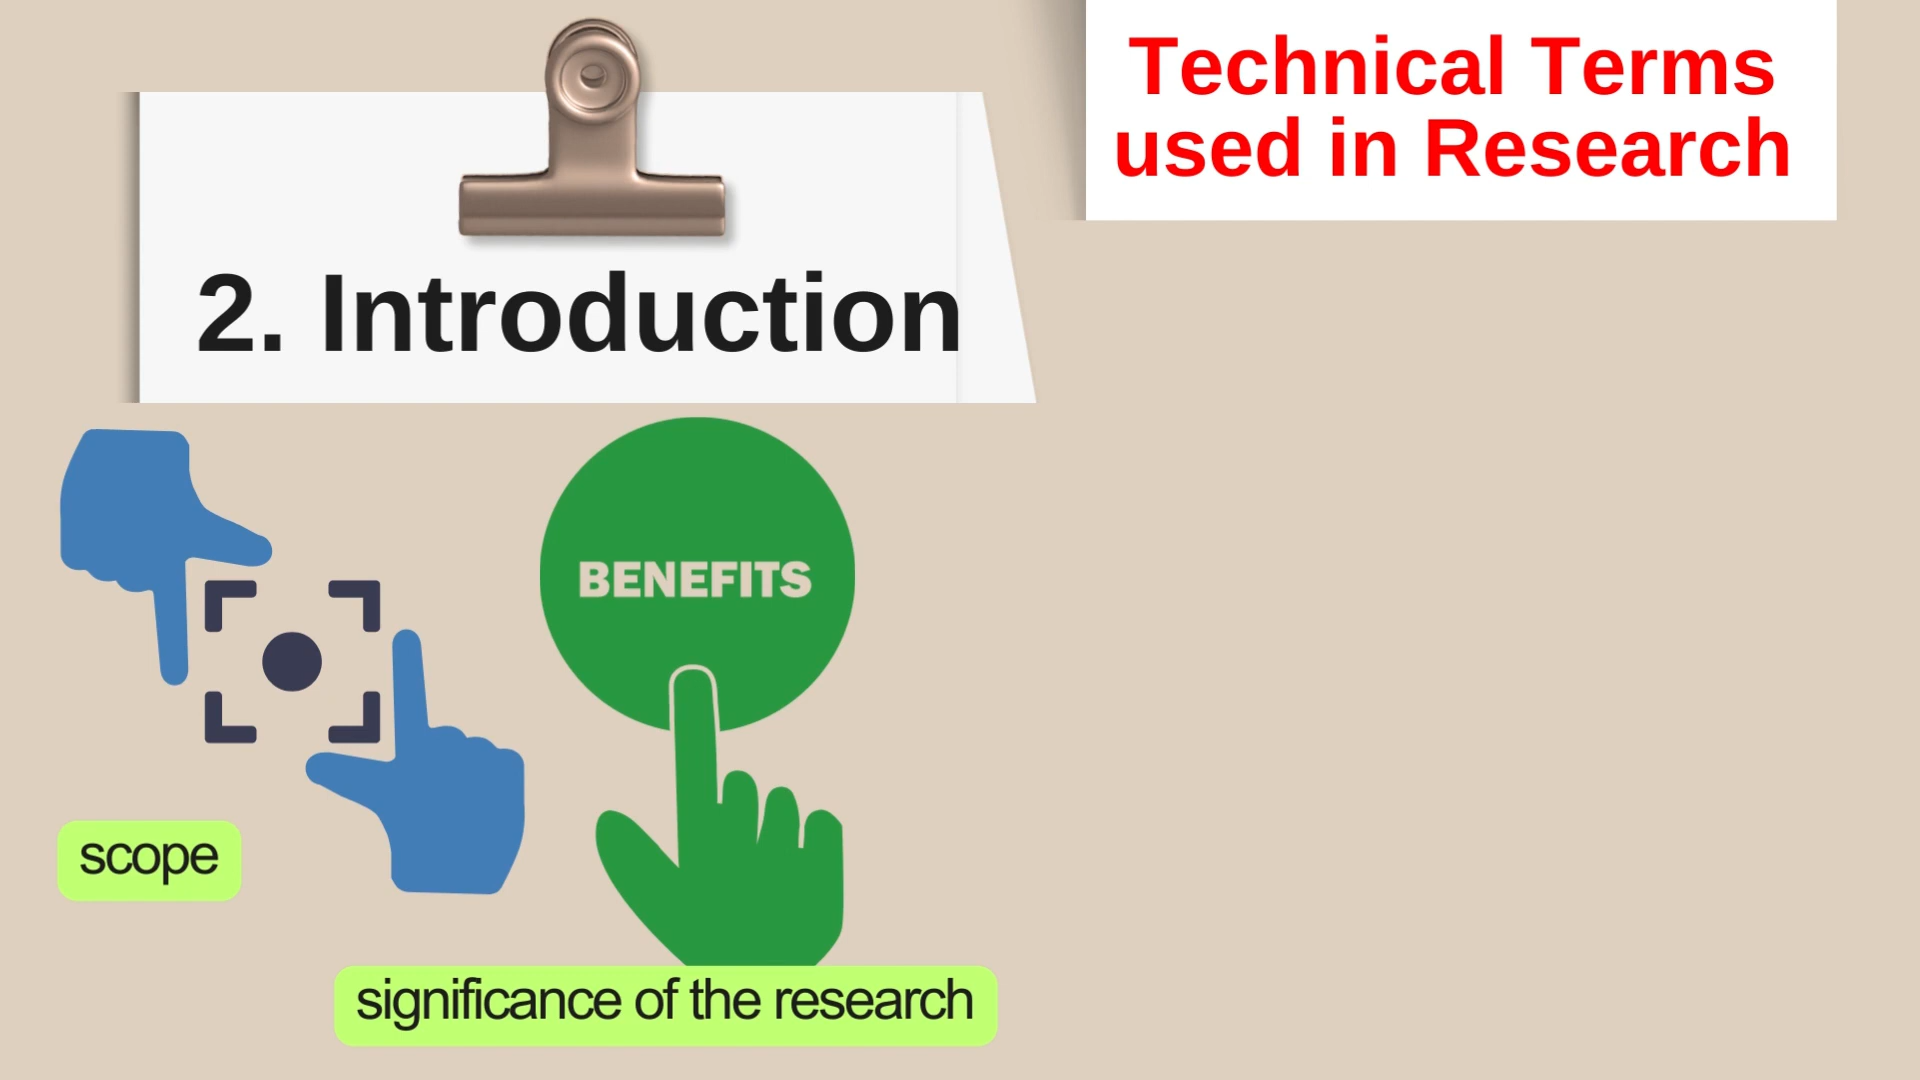 Technical Terms
used in Research
2. Introduction
BENEFITS
scope
significance of the research